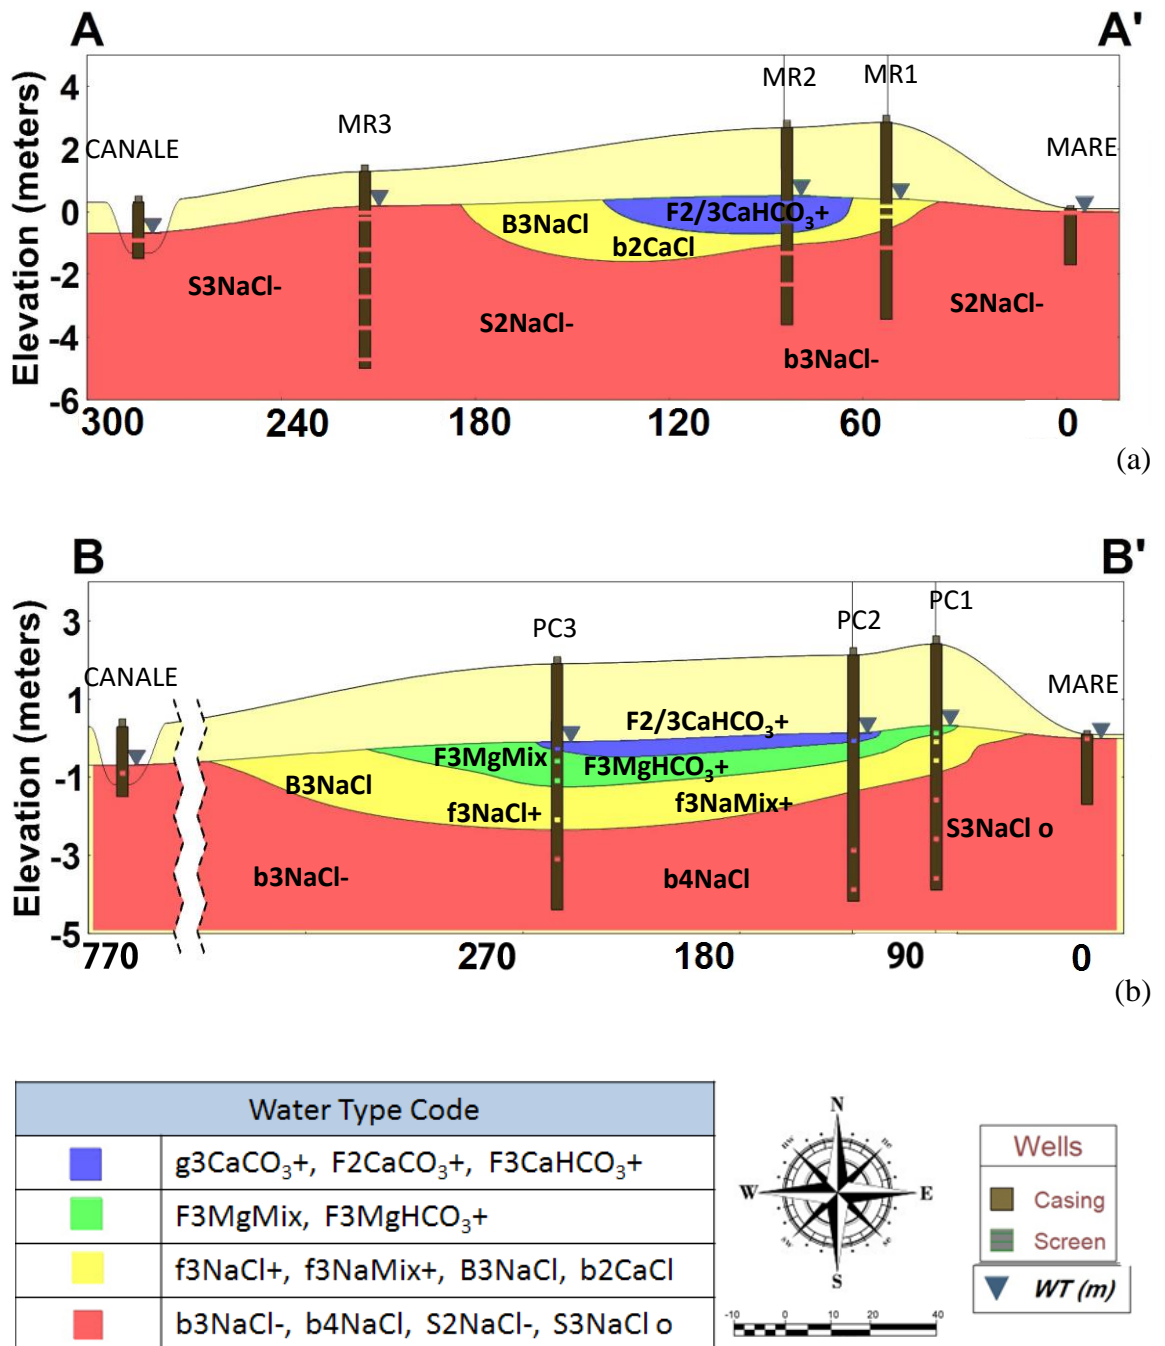 A A'
Elevation (meters)
4
2
0
-2
-4
-6
CANALE
MR3
MR2
MR1
MARE
F2/3CaHCO₃+
B3NaCl
b2CaCl
S3NaCl-
S2NaCl-
S2NaCl-
b3NaCl-
300 240 180 120 60 0
(a)
B B'
Elevation (meters)
3
1
-1
-3
-5
CANALE
PC3
PC2
PC1
MARE
F2/3CaHCO₃+
F3MgMix
F3MgHCO₃+
B3NaCl
f3NaCl+
f3NaMix+
S3NaCl o
b3NaCl-
b4NaCl
770 270 180 90 0
(b)
Water Type Code
g3CaCO₃+, F2CaCO₃+, F3CaHCO₃+
F3MgMix, F3MgHCO₃+
f3NaCl+, f3NaMix+, B3NaCl, b2CaCl
b3NaCl-, b4NaCl, S2NaCl-, S3NaCl o
N
nw ne
W E
sw se
S
-10 0 10 20 40
Wells
Casing
Screen
WT (m)